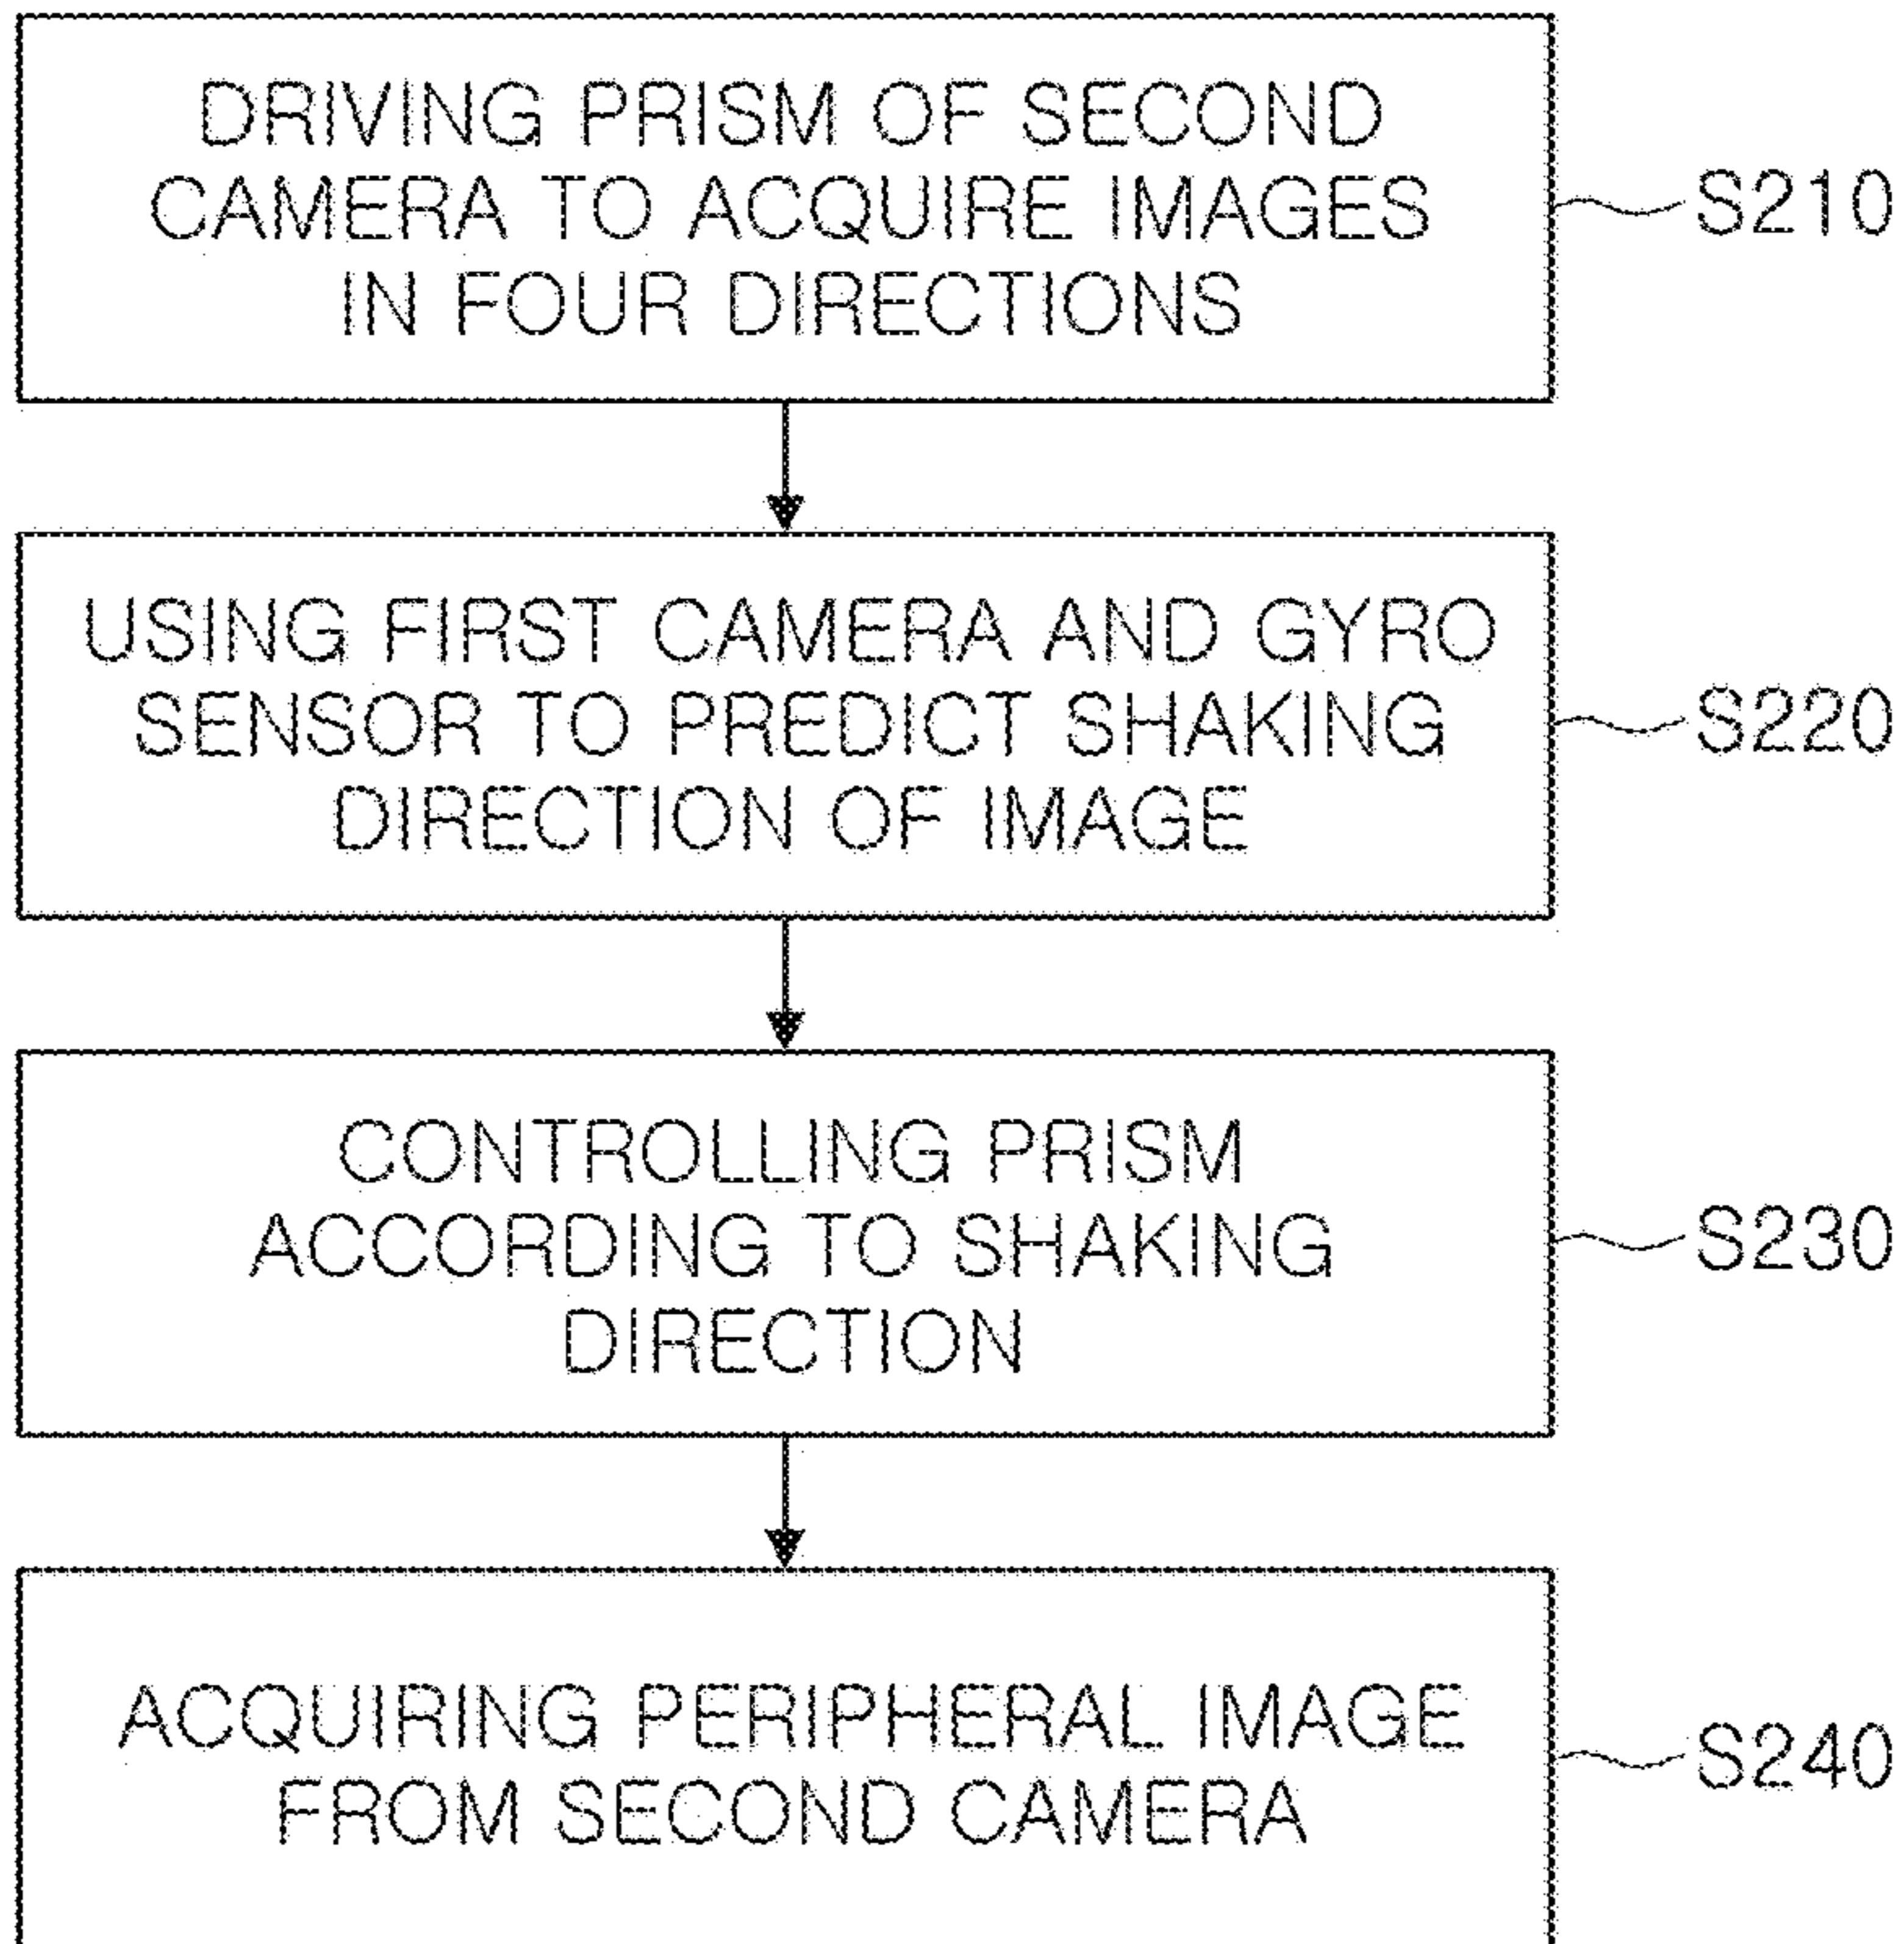 DRIVING PRISM OF SECOND
CAMERA TO ACQUIRE IMAGES
IN FOUR DIRECTIONS
S210
USING FIRST CAMERA AND GYRO
SENSOR TO PREDICT SHAKING
DIRECTION OF IMAGE
S220
CONTROLLING PRISM
ACCORDING TO SHAKING
DIRECTION
S230
ACQUIRING PERIPHERAL IMAGE
FROM SECOND CAMERA
S240